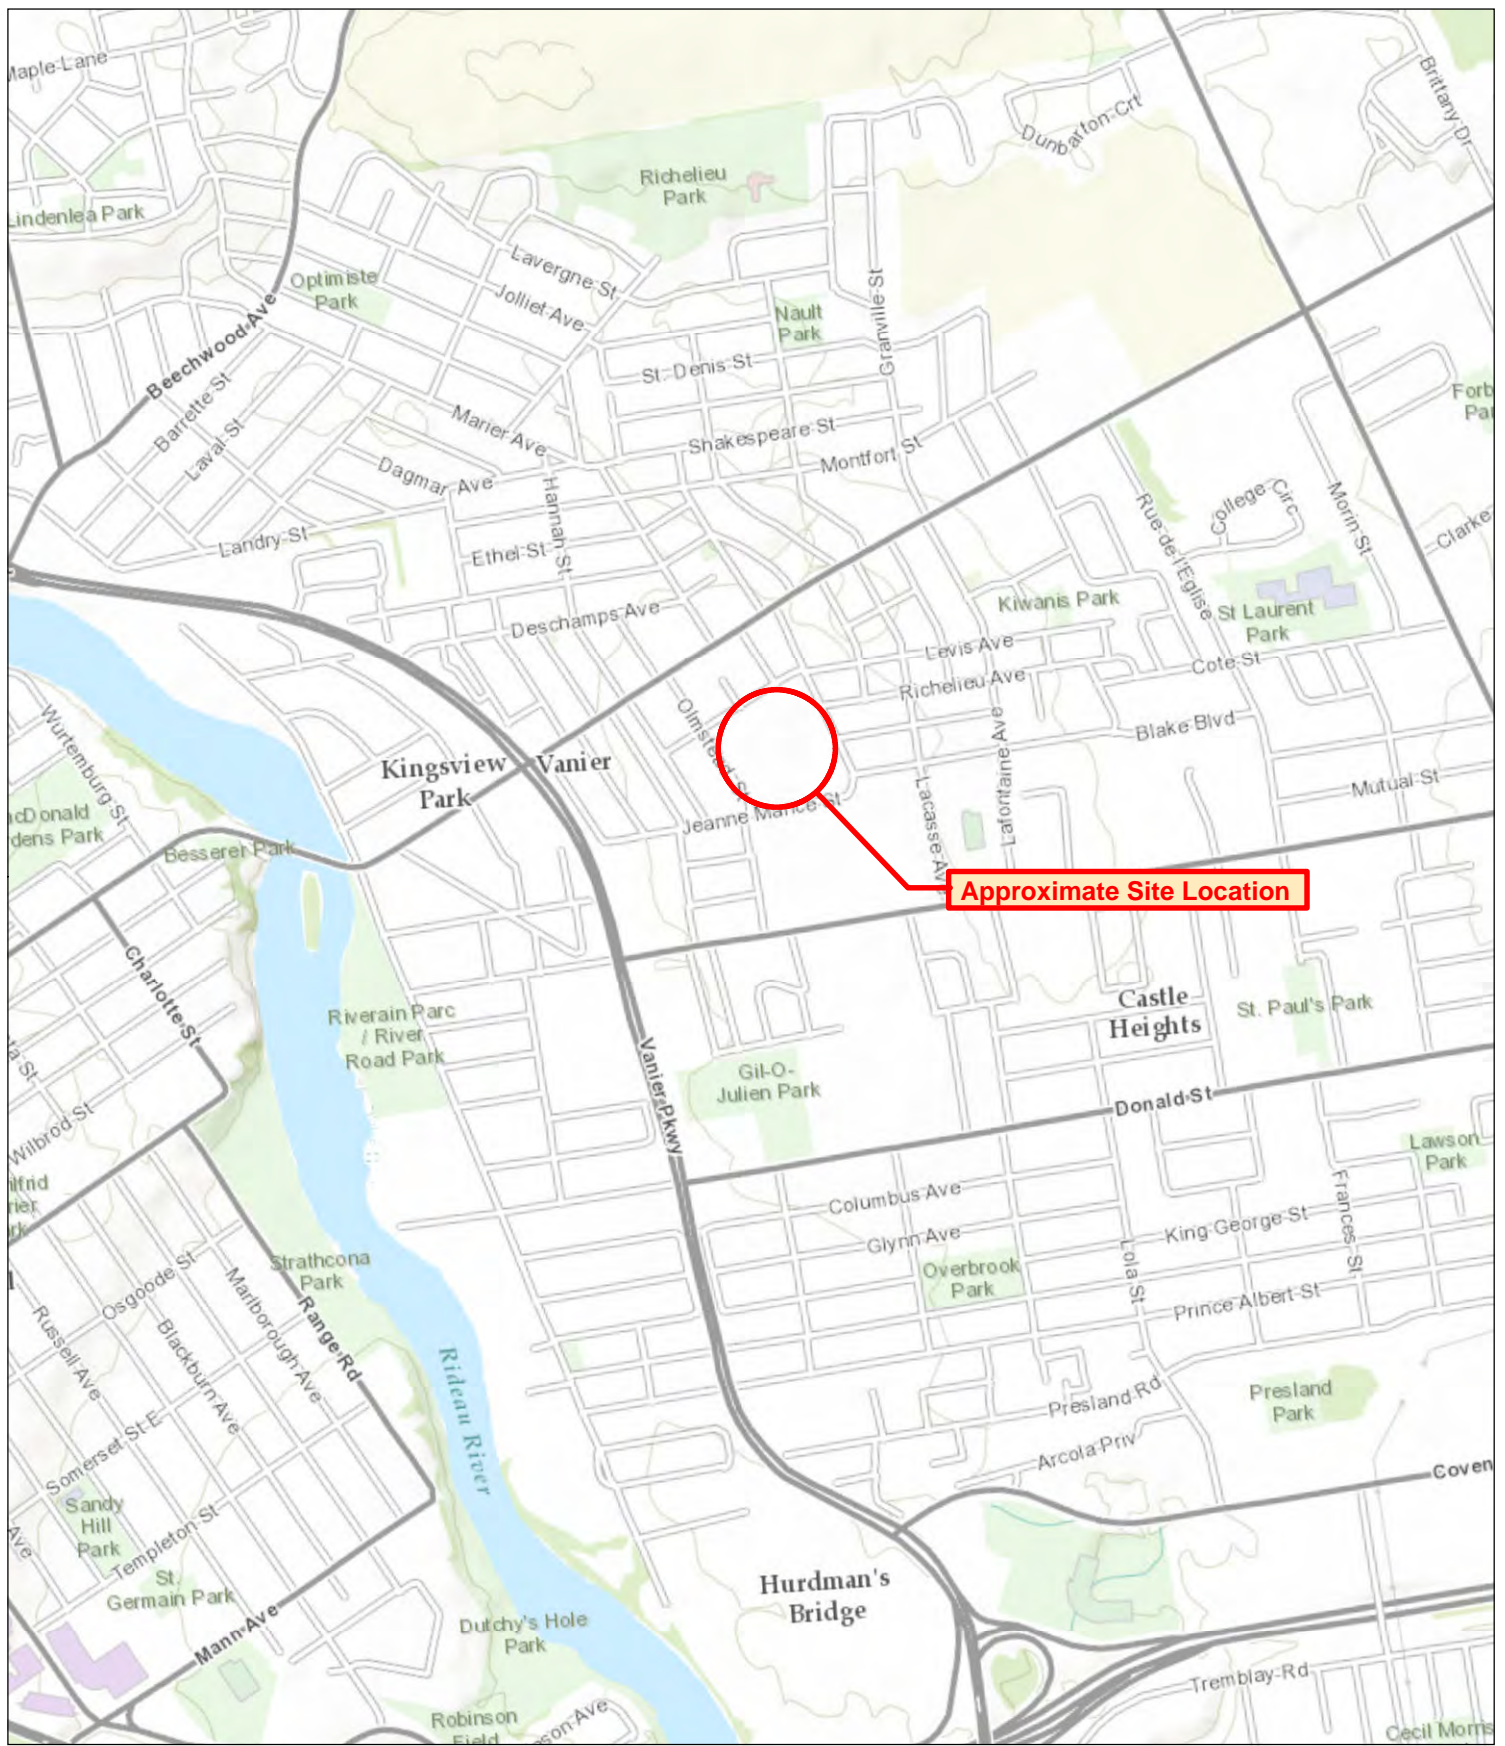 Maple Lane
Brittany Dr
Dunbarton Crt
Richelieu
Park
Lindenlea Park
Lavergne St
Optimiste
Park
Jolliet Ave
Granville St
Nault
Park
Beechwood Ave
St. Denis St
Barrette St
Marier Ave
Laval St
Shakespeare St
Montfort St
Dagmar Ave
Hannah St
Landry St
Ethel St
College Circ
Morin St
Clarke
Rue de l'Eglise
Kiwanis Park
St Laurent
Park
Deschamps Ave
Levis Ave
Cote St
Richelieu Ave
Wurtemburg St
Olmstead St
Lafontaine Ave
Blake Blvd
Kingsview
Park
Vanier
Mutual St
Jeanne Mance St
Lacasse Ave
Besserer Park
Approximate Site Location
Charlotte St
Castle
Heights
St. Paul's Park
Riverain Parc
/ River
Road Park
Vanier Pkwy
Gil-O-
Julien Park
Donald St
Wilbrod St
Lawson
Park
Columbus Ave
Frances St
King George St
Glynn Ave
Lola St
Strathcona
Park
Overbrook
Park
Osgoode St
Marlborough Ave
Range Rd
Prince Albert St
Russell Ave
Blackburn Ave
Rideau River
Presland Rd
Presland
Park
Arcola Priv
Somerset St E
Coven
Sandy
Hill
Park
Ave
Templeton St
St.
Germain Park
Hurdman's
Bridge
Mann Ave
Dutchy's Hole
Park
Tremblay Rd
Robinson
Field
son Ave
Cecil Morris